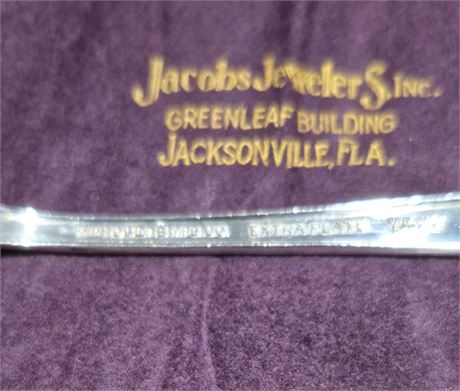 Jacobs Jewelers, Inc.
GREENLEAF BUILDING
JACKSONVILLE, FLA.
EXTRA PLATE